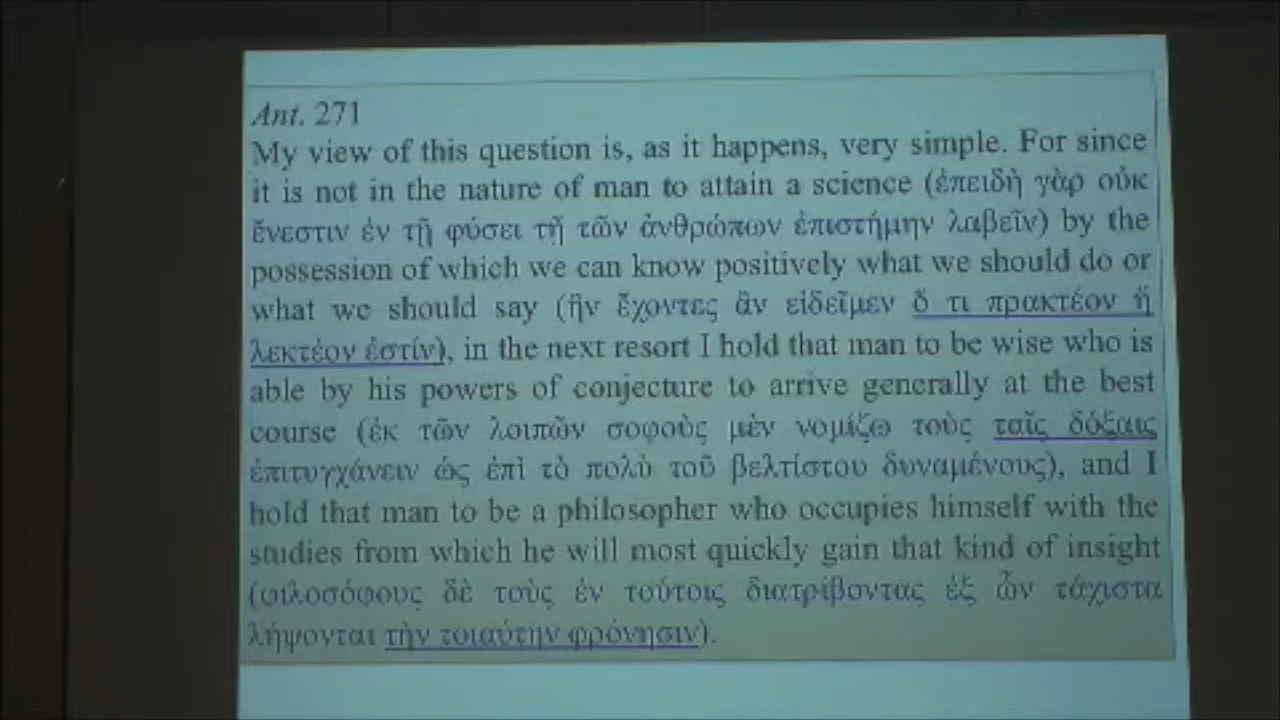 Ant. 271
My view of this question is, as it happens, very simple. For since
it is not in the nature of man to attain a science (ἐπειδὴ γὰρ οὐκ
ἔνεστιν ἐν τῇ φύσει τῇ τῶν ἀνθρώπων ἐπιστήμην λαβεῖν) by the
possession of which we can know positively what we should do or
what we should say (ἣν ἔχοντες ἂν εἰδεῖμεν ὅ τι πρακτέον ἢ
λεκτέον ἐστίν), in the next resort I hold that man to be wise who is
able by his powers of conjecture to arrive generally at the best
course (ἐκ τῶν λοιπῶν σοφοὺς μὲν νομίζω τοὺς ταῖς δόξαις
ἐπιτυγχάνειν ὡς ἐπὶ τὸ πολὺ τοῦ βελτίστου δυναμένους), and I
hold that man to be a philosopher who occupies himself with the
studies from which he will most quickly gain that kind of insight
(φιλοσόφους δὲ τοὺς ἐν τούτοις διατρίβοντας ἐξ ὧν τάχιστα
λήψονται τὴν τοιαύτην φρόνησιν).